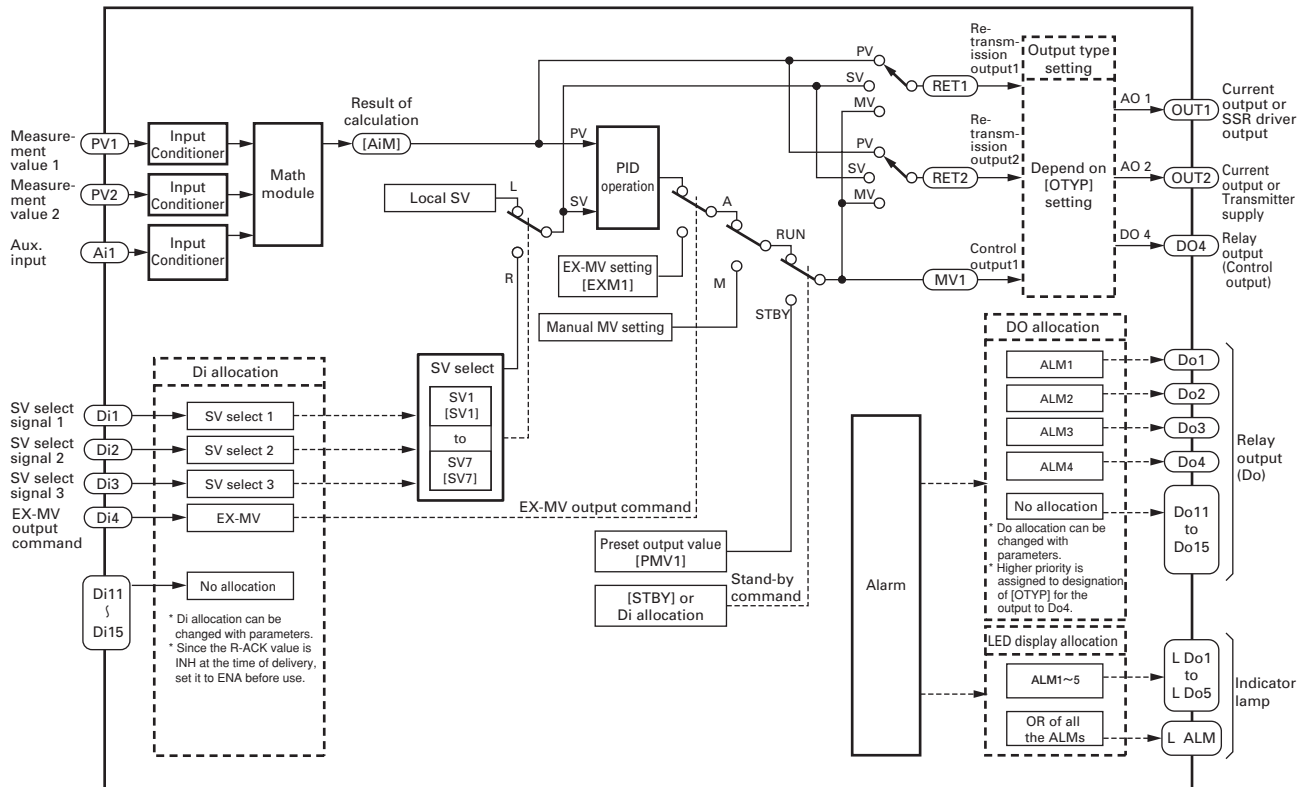 Measure-
ment
value 1
PV1
Input
Conditioner
Measure-
ment
value 2
PV2
Input
Conditioner
Aux.
input
Ai1
Input
Conditioner
Math
module
Result of
calculation
[AiM]
Local SV
L
R
PV
SV
PID
operation
EX-MV setting
[EXM1]
Manual MV setting
A
M
RUN
STBY
PV
SV
MV
Re-
transm-
ission
output1
RET1
PV
SV
MV
Re-
transm-
ission
output2
RET2
Control
output1
MV1
Output type
setting
Depend on
[OTYP]
setting
AO 1
OUT1
Current
output or
SSR driver
output
AO 2
OUT2
Current
output or
Transmitter
supply
DO 4
DO4
Relay
output
(Control
output)
SV select
signal 1
Di1
SV select
signal 2
Di2
SV select
signal 3
Di3
EX-MV
output
command
Di4
Di11
~
Di15
Di allocation
SV select 1
SV select 2
SV select 3
EX-MV
No allocation
* Di allocation can be
changed with parameters.
* Since the R-ACK value is
INH at the time of delivery,
set it to ENA before use.
SV select
SV1
[SV1]
to
SV7
[SV7]
EX-MV output command
Preset output value
[PMV1]
[STBY] or
Di allocation
Stand-by
command
Alarm
DO allocation
ALM1
ALM2
ALM3
ALM4
No allocation
* Do allocation can be
changed with
parameters.
* Higher priority is
assigned to designation
of [OTYP] for the
output to Do4.
Do1
Do2
Do3
Do4
Do11
to
Do15
Relay
output
(Do)
LED display allocation
ALM1~5
OR of all
the ALMs
L Do1
to
L Do5
L ALM
Indicator
lamp